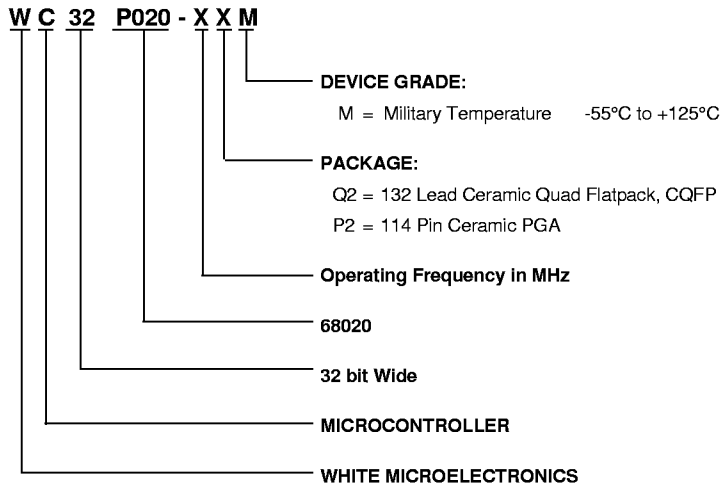 W C 32 P020 - X X M
DEVICE GRADE:
M = Military Temperature -55°C to +125°C
PACKAGE:
Q2 = 132 Lead Ceramic Quad Flatpack, CQFP
P2 = 114 Pin Ceramic PGA
Operating Frequency in MHz
68020
32 bit Wide
MICROCONTROLLER
WHITE MICROELECTRONICS